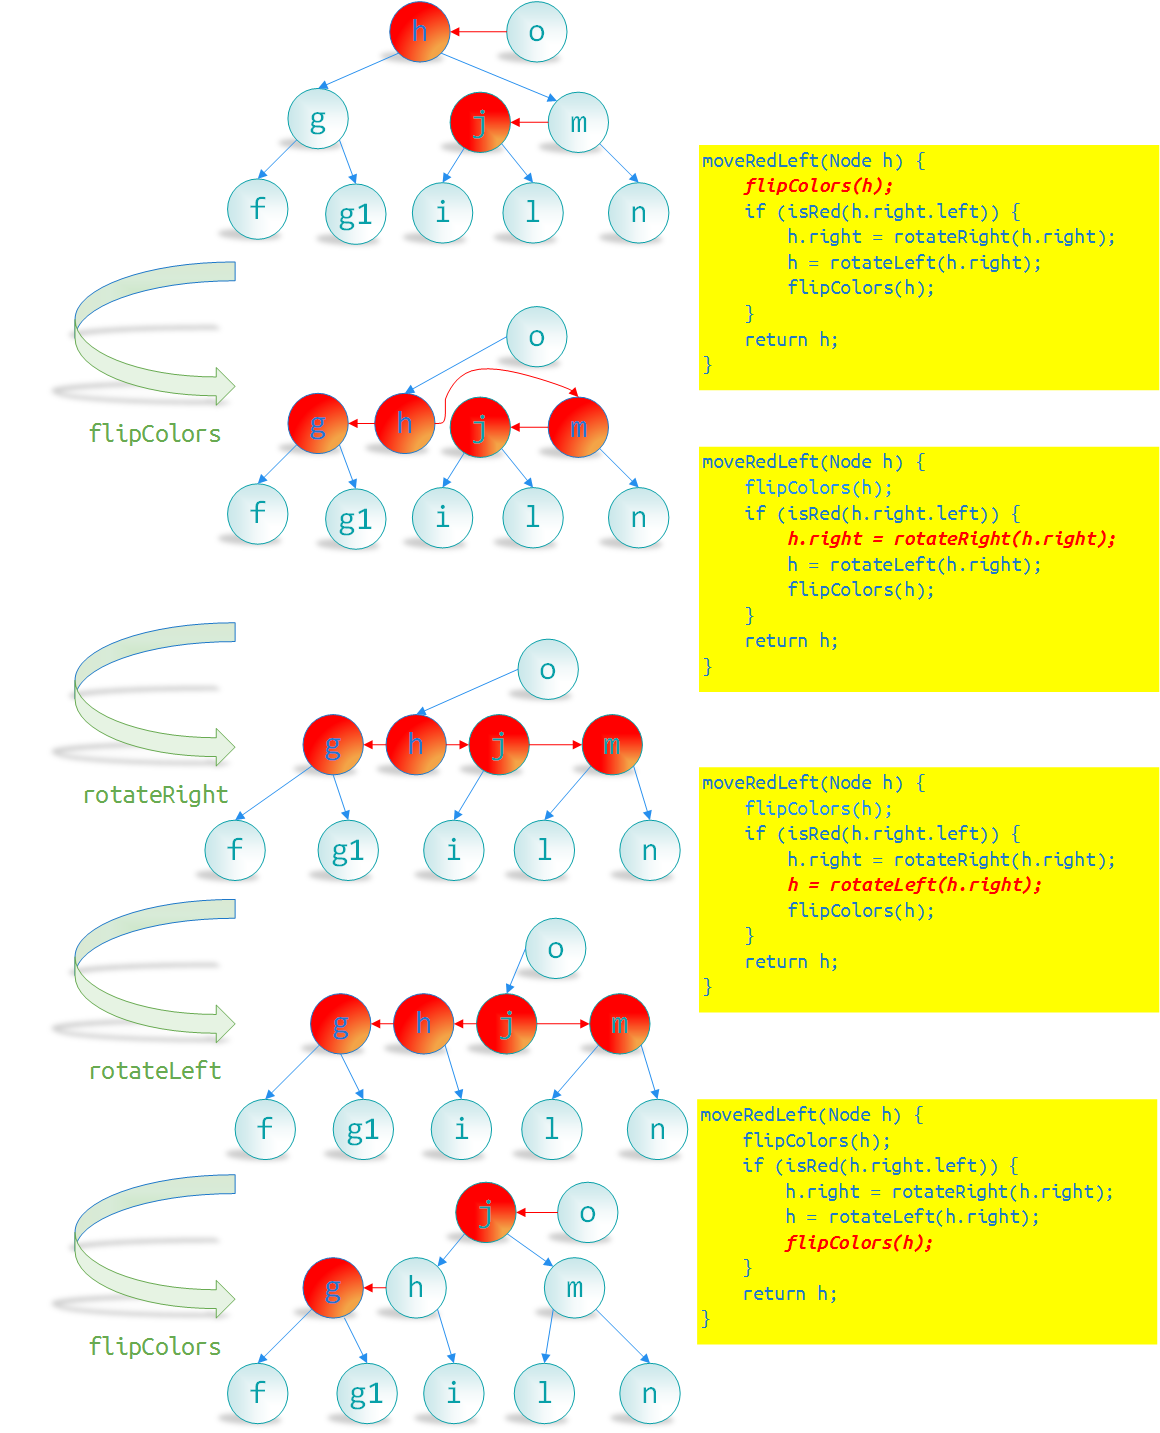 h o
g j m
f g1 i l n
moveRedLeft(Node h) {
flipColors(h);
if (isRed(h.right.left)) {
h.right = rotateRight(h.right);
h = rotateLeft(h.right);
flipColors(h);
}
return h;
}
flipColors
o
g h j m
f g1 i l n
moveRedLeft(Node h) {
flipColors(h);
if (isRed(h.right.left)) {
h.right = rotateRight(h.right);
h = rotateLeft(h.right);
flipColors(h);
}
return h;
}
rotateRight
o
g h j m
f g1 i l n
moveRedLeft(Node h) {
flipColors(h);
if (isRed(h.right.left)) {
h.right = rotateRight(h.right);
h = rotateLeft(h.right);
flipColors(h);
}
return h;
}
rotateLeft
o
g h j m
f g1 i l n
moveRedLeft(Node h) {
flipColors(h);
if (isRed(h.right.left)) {
h.right = rotateRight(h.right);
h = rotateLeft(h.right);
flipColors(h);
}
return h;
}
flipColors
j o
g h m
f g1 i l n